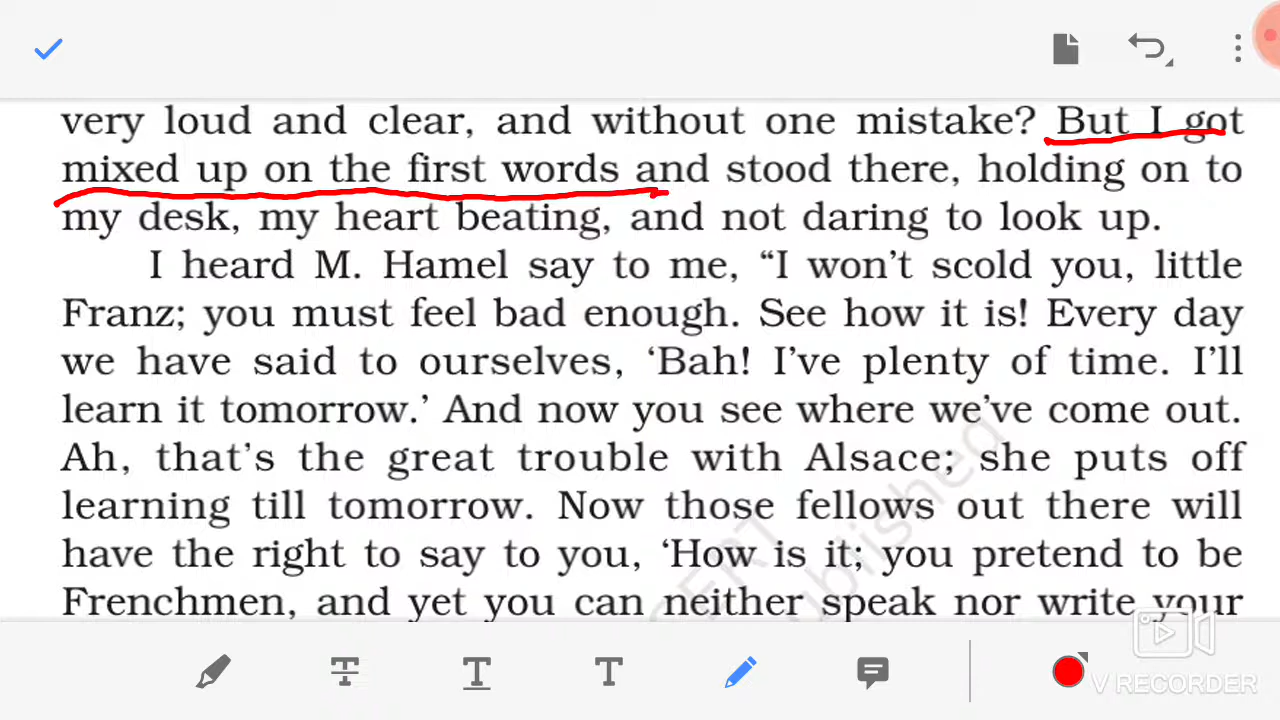 very loud and clear, and without one mistake? But I got
mixed up on the first words and stood there, holding on to
my desk, my heart beating, and not daring to look up.
I heard M. Hamel say to me, “I won’t scold you, little
Franz; you must feel bad enough. See how it is! Every day
we have said to ourselves, ‘Bah! I’ve plenty of time. I’ll
learn it tomorrow.’ And now you see where we’ve come out.
Ah, that’s the great trouble with Alsace; she puts off
learning till tomorrow. Now those fellows out there will
have the right to say to you, ‘How is it; you pretend to be
Frenchmen, and yet you can neither speak nor write your
T T T
V RECORDER